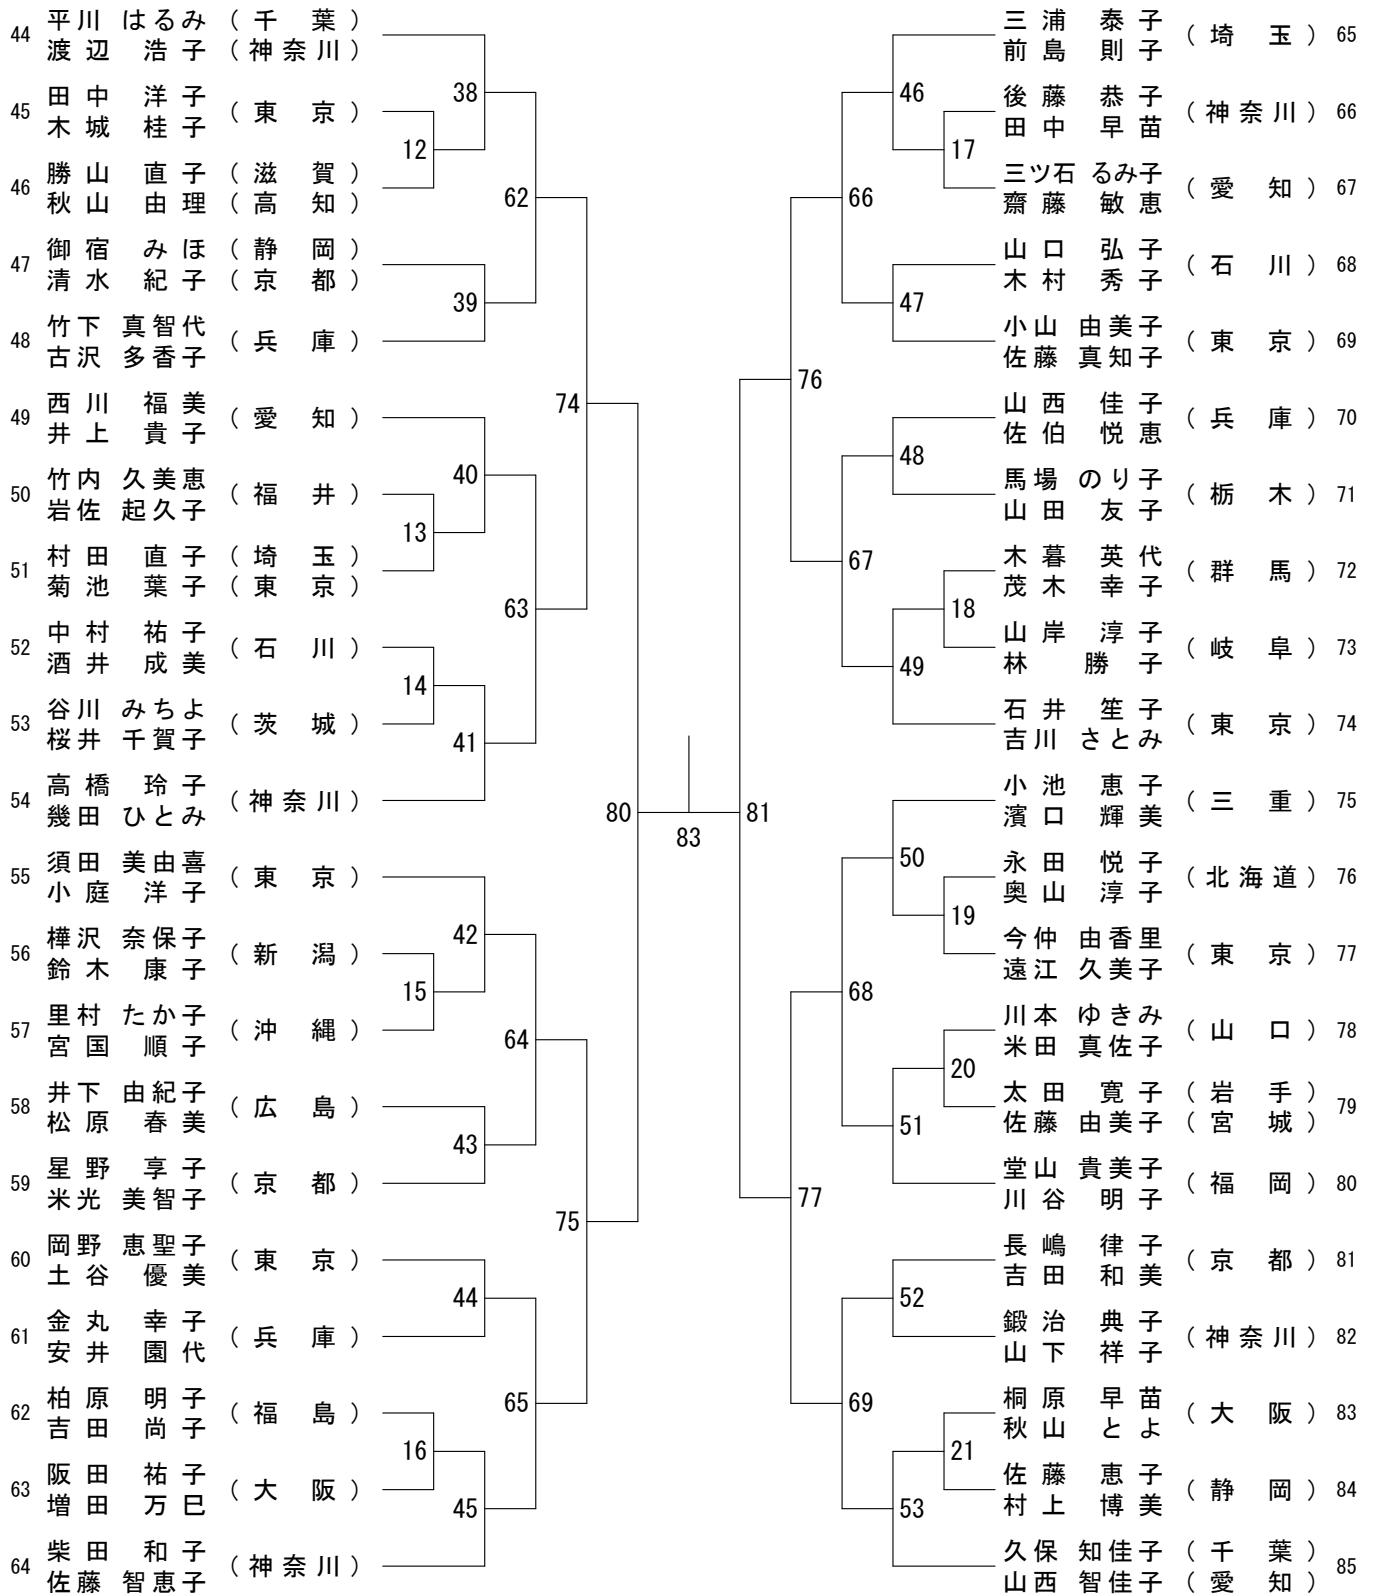 44 平川 はるみ （ 千 葉 ）
渡辺 浩子 （ 神奈川 ）
38
45 田中 洋子 （ 東 京 ）
木城 桂子
12
46 勝山 直子 （ 滋 賀 ）
秋山 由理 （ 高 知 ）
62
47 御宿 みほ （ 静 岡 ）
清水 紀子 （ 京 都 ）
39
48 竹下 真智代 （ 兵 庫 ）
古沢 多香子
74
49 西川 福美 （ 愛 知 ）
井上 貴子
40
50 竹内 久美恵 （ 福 井 ）
岩佐 起久子
13
51 村田 直子 （ 埼 玉 ）
菊池 葉子 （ 東 京 ）
63
52 中村 祐子 （ 石 川 ）
酒井 成美
14
53 谷川 みちよ （ 茨 城 ）
桜井 千賀子
41
54 高橋 玲子 （ 神奈川 ）
幾田 ひとみ
80
83
81
55 須田 美由喜 （ 東 京 ）
小庭 洋子
42
56 樺沢 奈保子 （ 新 潟 ）
鈴木 康子
15
57 里村 たか子 （ 沖 縄 ）
宮国 順子
64
58 井下 由紀子 （ 広 島 ）
松原 春美
43
59 星野 享子 （ 京 都 ）
米光 美智子
75
60 岡野 恵聖子 （ 東 京 ）
土谷 優美
44
61 金丸 幸子 （ 兵 庫 ）
安井 園代
65
62 柏原 明子 （ 福 島 ）
吉田 尚子
16
63 阪田 祐子 （ 大 阪 ）
増田 万巳
45
64 柴田 和子 （ 神奈川 ）
佐藤 智恵子
三浦 泰子 （ 埼 玉 ） 65
前島 則子
46
後藤 恭子 （ 神奈川 ） 66
田中 早苗
17
三ツ石 るみ子 （ 愛 知 ） 67
齋藤 敏恵
66
山口 弘子 （ 石 川 ） 68
木村 秀子
47
小山 由美子 （ 東 京 ） 69
佐藤 真知子
76
山西 佳子 （ 兵 庫 ） 70
佐伯 悦恵
48
馬場 のり子 （ 栃 木 ） 71
山田 友子
67
木暮 英代 （ 群 馬 ） 72
茂木 幸子
18
山岸 淳子 （ 岐 阜 ） 73
林 勝子
49
石井 笙子 （ 東 京 ） 74
吉川 さとみ
小池 恵子 （ 三 重 ） 75
濱口 輝美
50
永田 悦子 （ 北海道 ） 76
奥山 淳子
19
今仲 由香里 （ 東 京 ） 77
遠江 久美子
68
川本 ゆきみ （ 山 口 ） 78
米田 真佐子
20
太田 寛子 （ 岩 手 ） 79
佐藤 由美子 （ 宮 城 ）
51
堂山 貴美子 （ 福 岡 ） 80
川谷 明子
77
長嶋 律子 （ 京 都 ） 81
吉田 和美
52
鍛治 典子 （ 神奈川 ） 82
山下 祥子
69
桐原 早苗 （ 大 阪 ） 83
秋山 とよ
21
佐藤 恵子 （ 静 岡 ） 84
村上 博美
53
久保 知佳子 （ 千 葉 ） 85
山西 智佳子 （ 愛 知 ）